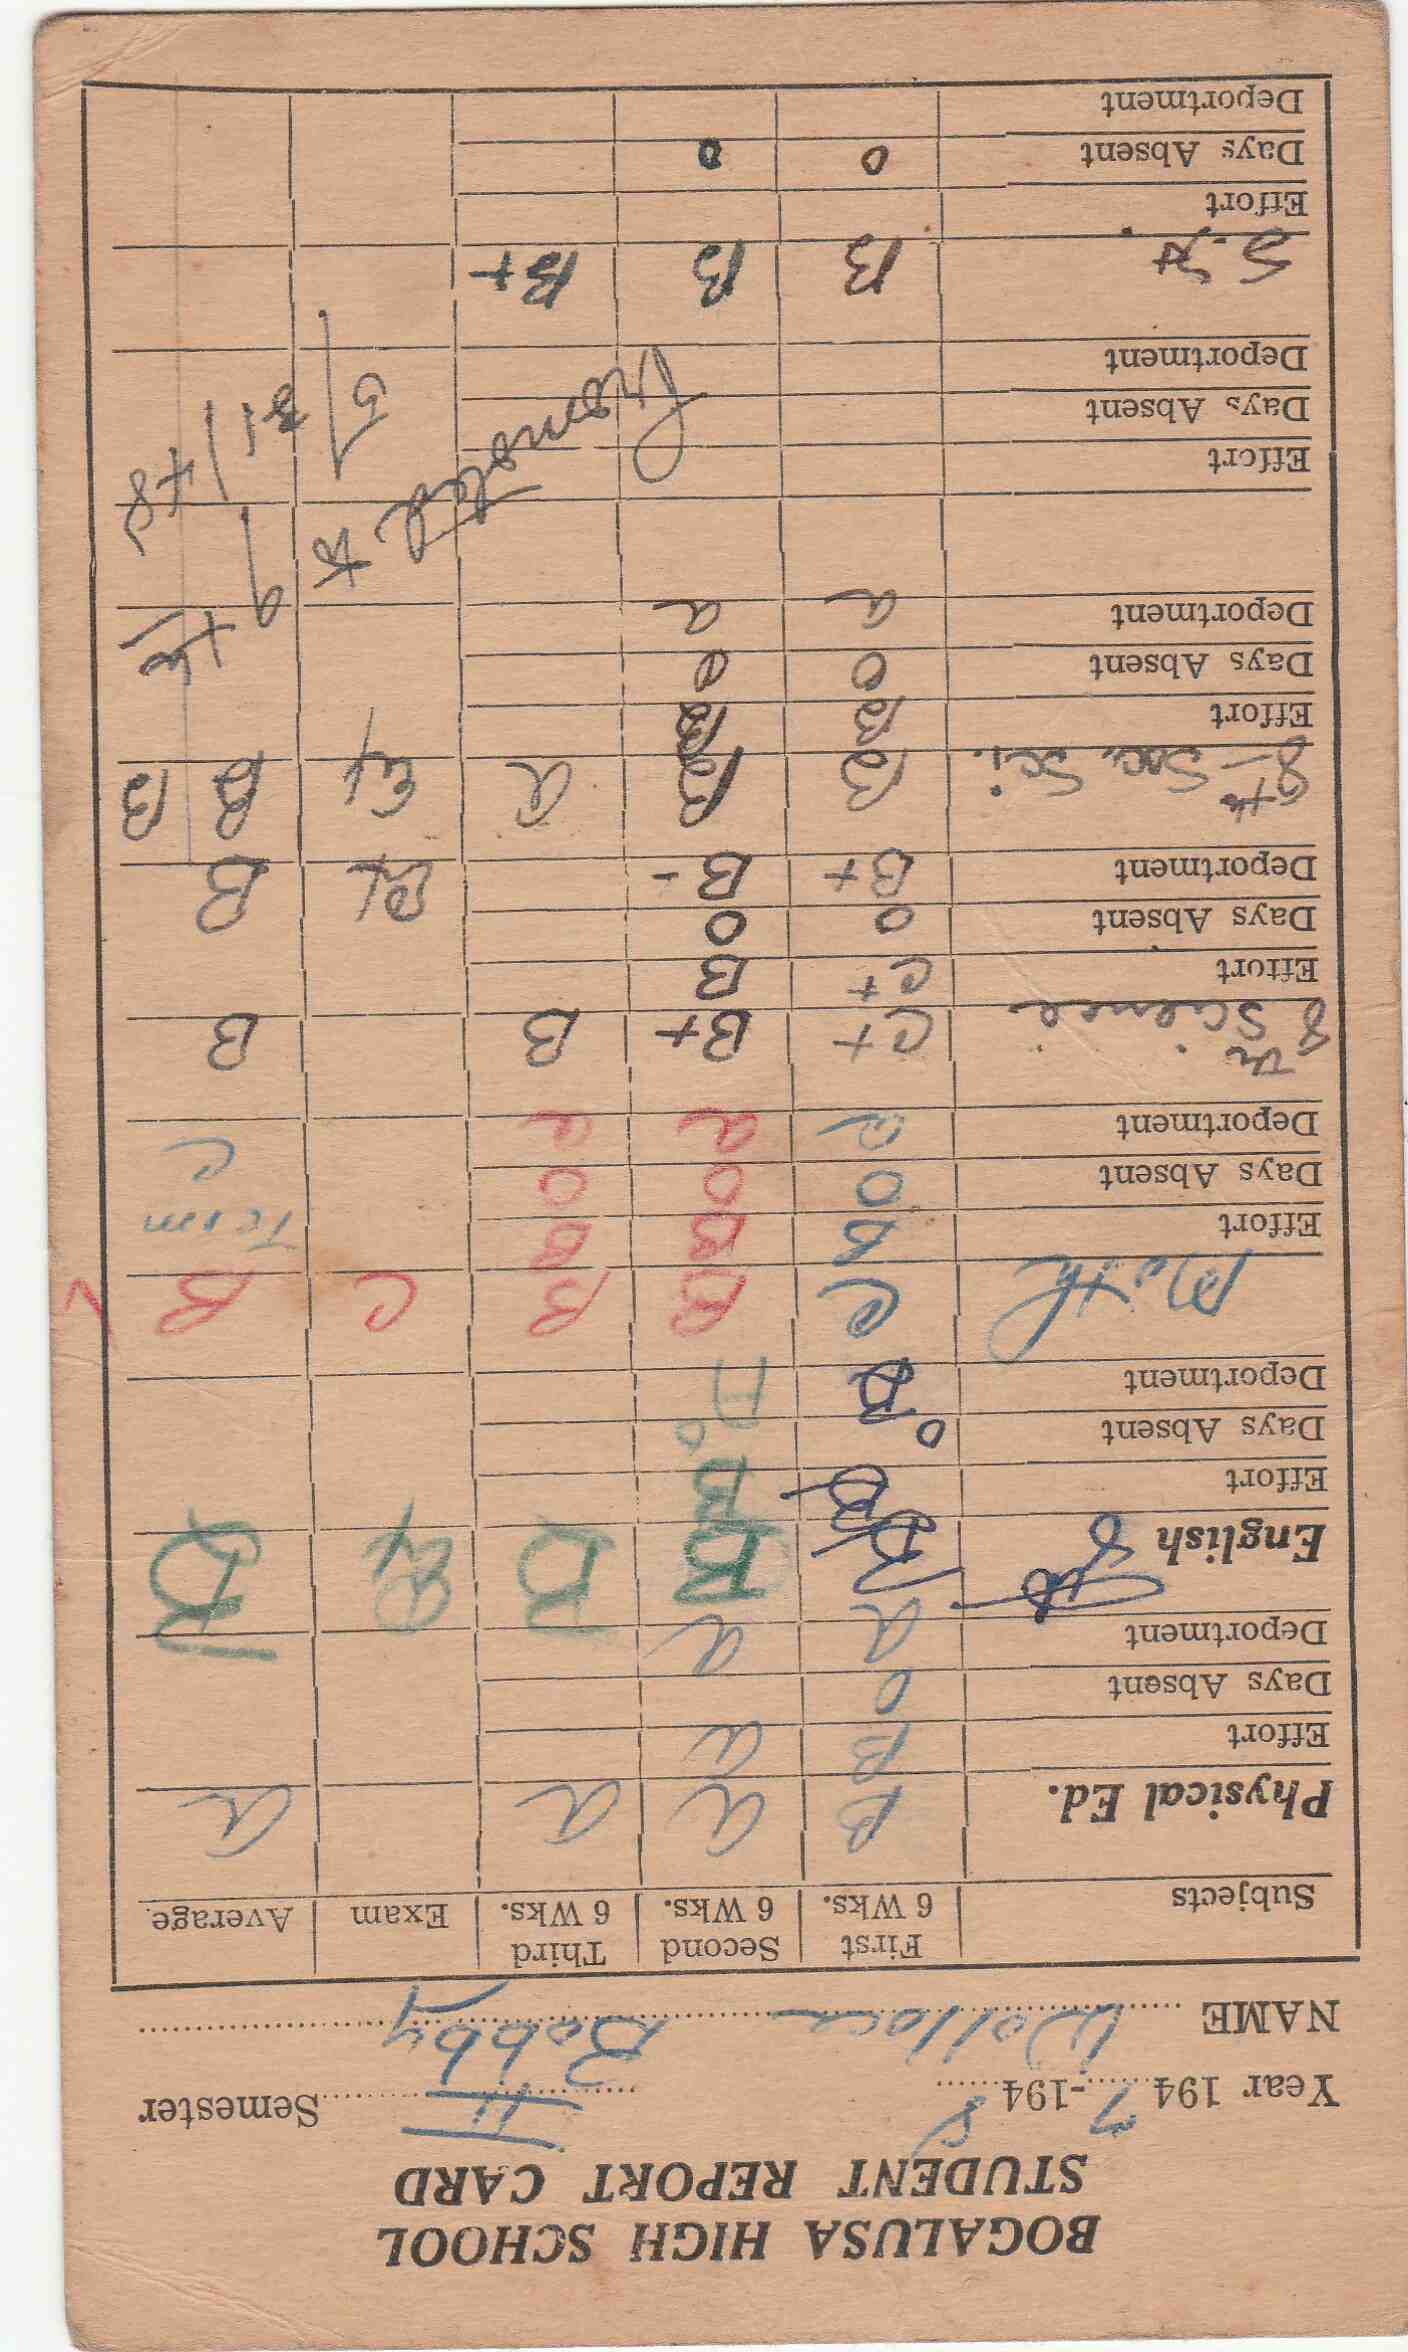 BOGALUSA HIGH SCHOOL
STUDENT REPORT CARD
Year 1947-1948 II Semester
NAME Wallace Bobby
Subjects First 6 Wks. Second 6 Wks. Third 6 Wks. Exam Average
Physical Ed. B A A A
Effort B A
Days Absent 0
Deportment A A
English 8th B B B Ex B
Effort B B
Days Absent 0 0
Deportment B A
Math C B B C B
Effort B B B Term
Days Absent 0 0 0 C
Deportment a a a
8th Science C+ B+ B B
Effort C+ B
Days Absent 0 0
Deportment B+ B- Ex B
8th Soc. Sci. B B A Ex B B
Effort B B
Days Absent 0 0
Deportment a a
Promoted to 9th
5/31/48
Effort
Days Absent
Deportment
S.H. B B B+
Effort
Days Absent 0 0
Deportment